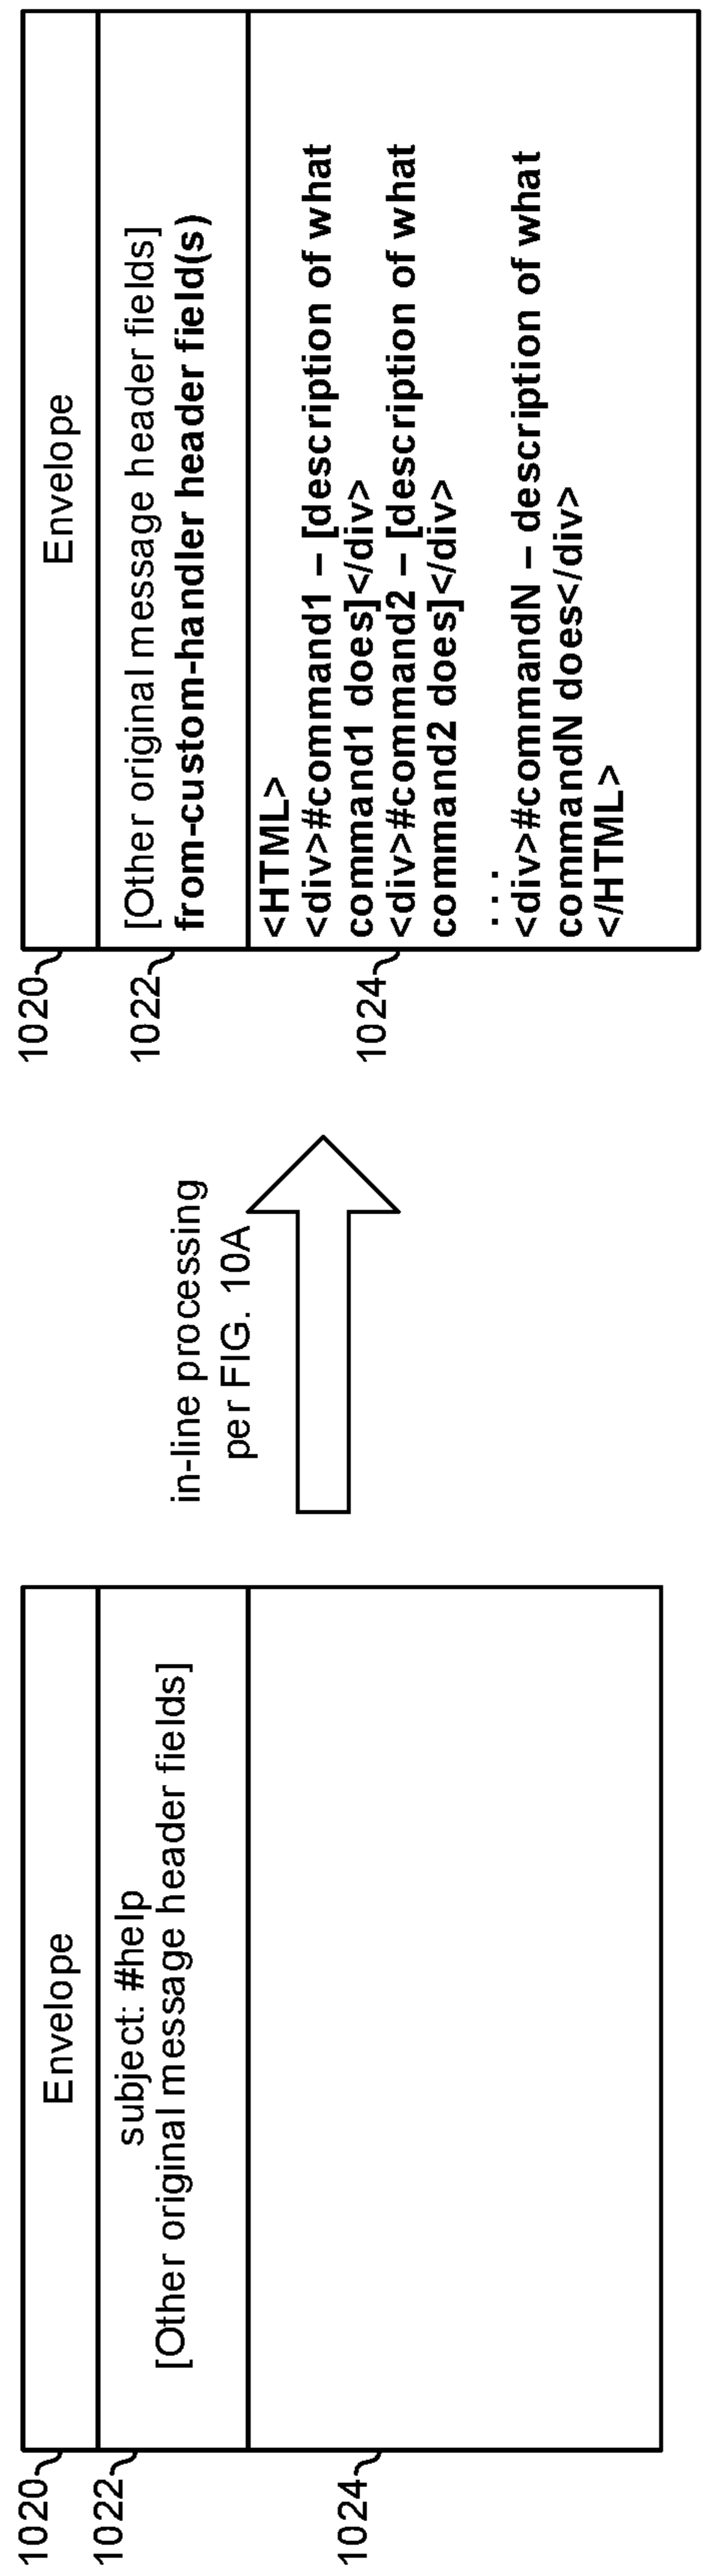 1020
Envelope
1022
subject: #help
[Other original message header fields]
1024
in-line processing
per FIG. 10A
1020
Envelope
1022
[Other original message header fields]
from-custom-handler header field(s)
1024
<HTML>
<div>#command1 – [description of what
command1 does]</div>
<div>#command2 – [description of what
command2 does]</div>
. . .
<div>#commandN – description of what
commandN does</div>
</HTML>